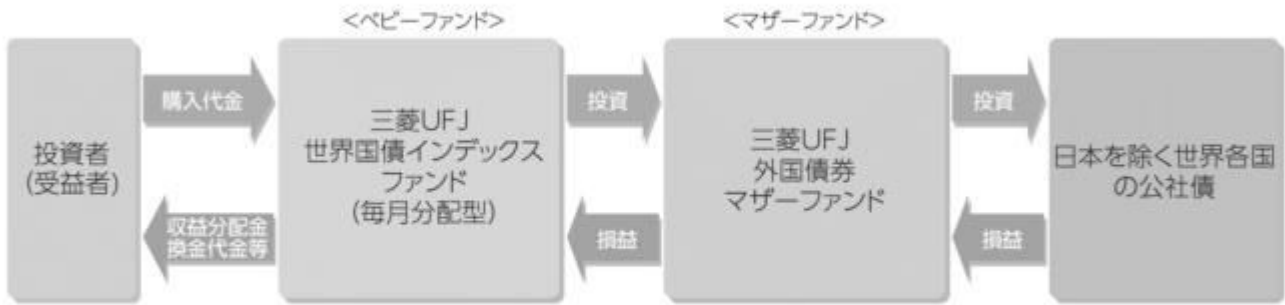 <ベビーファンド>
<マザーファンド>
投資者
(受益者)
購入代金
収益分配金
換金代金等
三菱UFJ
世界国債インデックス
ファンド
(毎月分配型)
投資
損益
三菱UFJ
外国債券
マザーファンド
投資
損益
日本を除く世界各国
の公社債